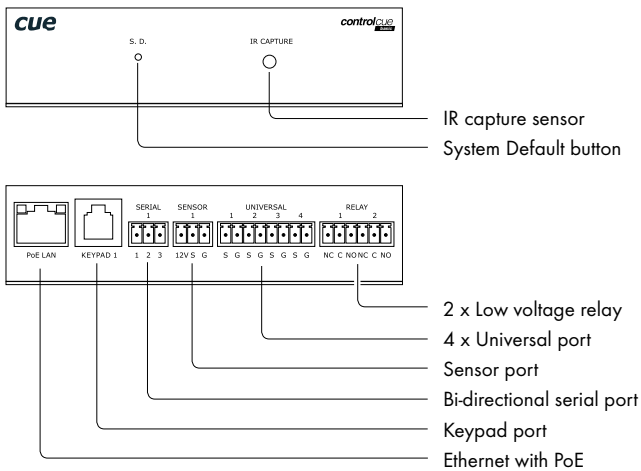 cue
controlcue
basic
S. D.
IR CAPTURE
IR capture sensor
System Default button
SERIAL SENSOR UNIVERSAL RELAY
1 1 1 2 3 4 1 2
PoE LAN KEYPAD 1 1 2 3 12V S G S G S G S G S G NC C NO NC C NO
2 x Low voltage relay
4 x Universal port
Sensor port
Bi-directional serial port
Keypad port
Ethernet with PoE